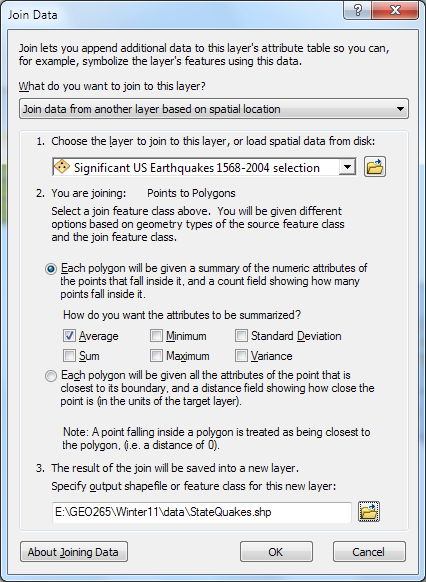 Join Data
Join lets you append additional data to this layer's attribute table so you can,
for example, symbolize the layer's features using this data.
What do you want to join to this layer?
Join data from another layer based on spatial location
1. Choose the layer to join to this layer, or load spatial data from disk:
Significant US Earthquakes 1568-2004 selection
2. You are joining: Points to Polygons
Select a join feature class above. You will be given different
options based on geometry types of the source feature class
and the join feature class.
Each polygon will be given a summary of the numeric attributes of
the points that fall inside it, and a count field showing how many
points fall inside it.
How do you want the attributes to be summarized?
Average Minimum Standard Deviation
Sum Maximum Variance
Each polygon will be given all the attributes of the point that is
closest to its boundary, and a distance field showing how close the
point is (in the units of the target layer).
Note: A point falling inside a polygon is treated as being closest to
the polygon, (i.e. a distance of 0).
3. The result of the join will be saved into a new layer.
Specify output shapefile or feature class for this new layer:
E:\GEO265\Winter11\data\StateQuakes.shp
About Joining Data OK Cancel